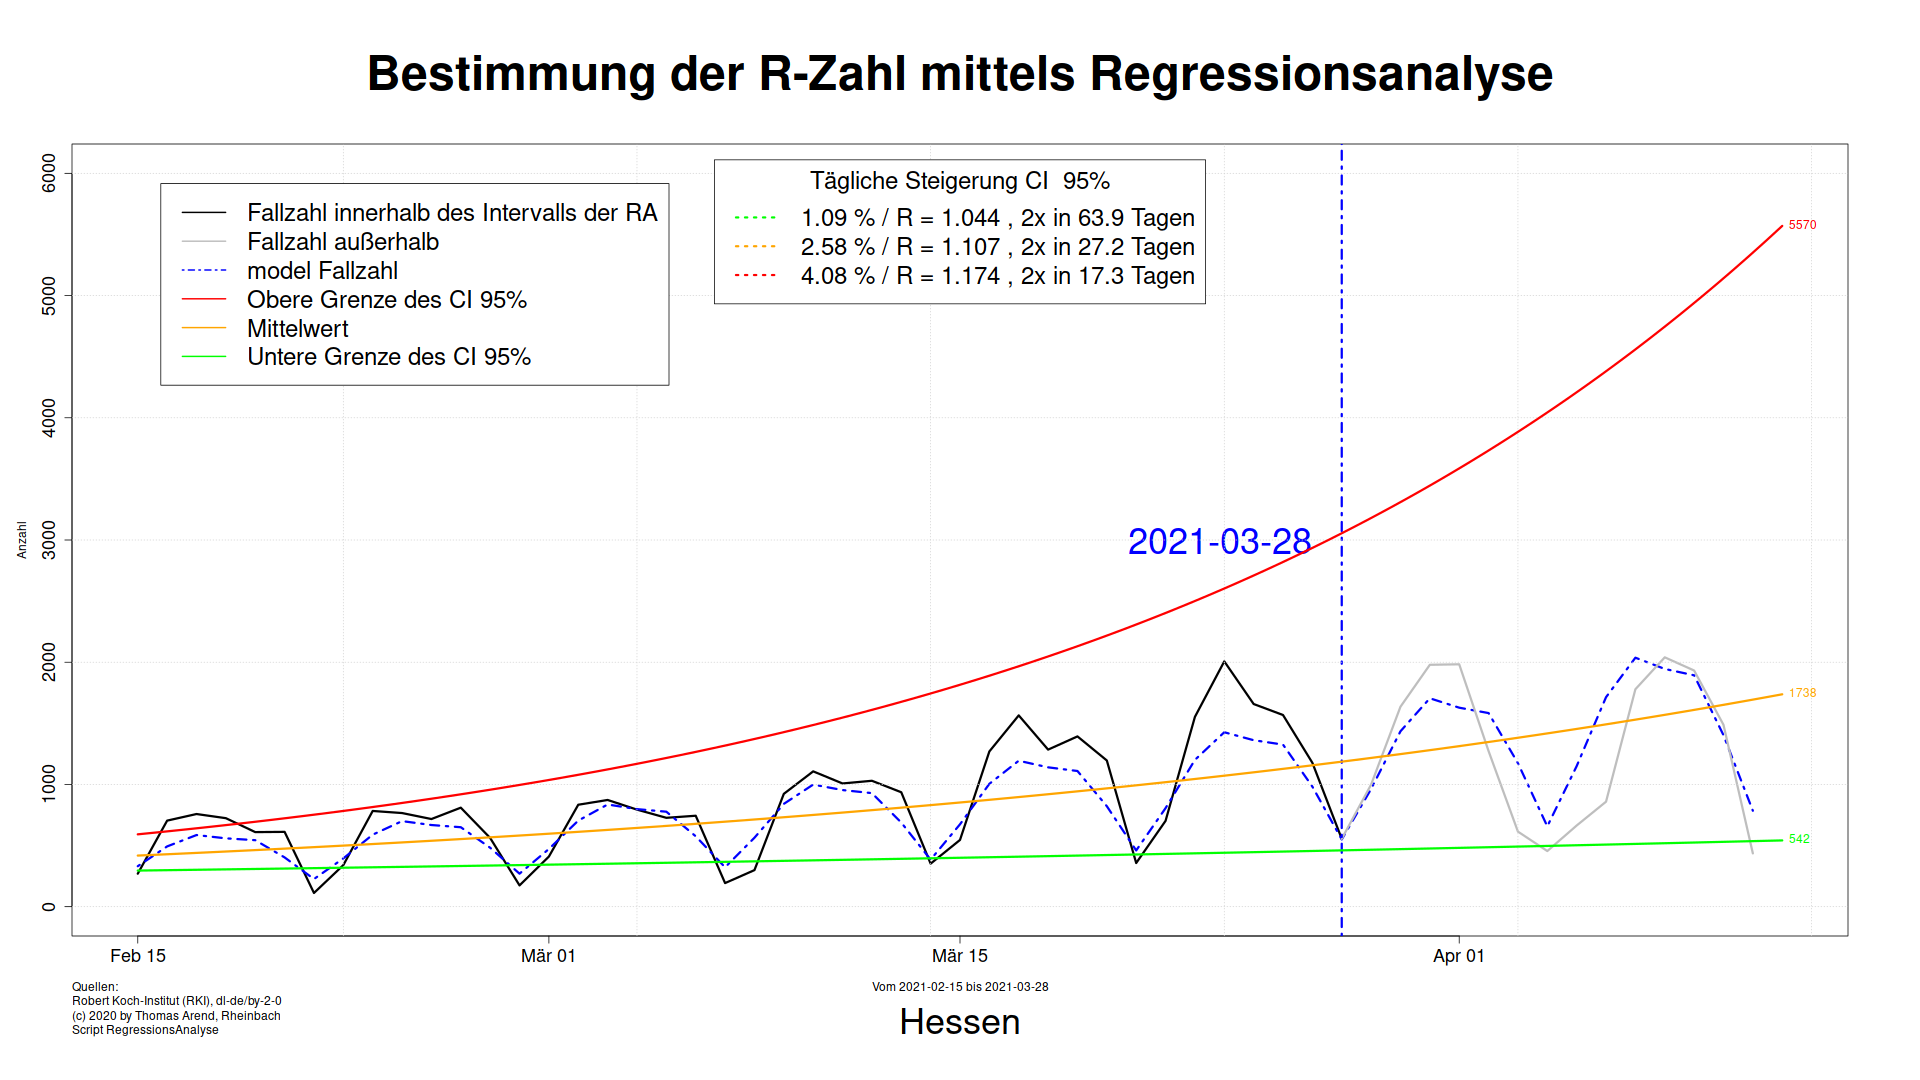 Bestimmung der R-Zahl mittels Regressionsanalyse
Fallzahl innerhalb des Intervalls der RA
Fallzahl außerhalb
model Fallzahl
Obere Grenze des CI 95%
Mittelwert
Untere Grenze des CI 95%
Tägliche Steigerung CI  95%
1.09 % / R = 1.044 , 2x in 63.9 Tagen
2.58 % / R = 1.107 , 2x in 27.2 Tagen
4.08 % / R = 1.174 , 2x in 17.3 Tagen
6000
5000
4000
3000
2000
1000
0
Anzahl
2021-03-28
5570
1738
542
Feb 15
Mär 01
Mär 15
Apr 01
Vom 2021-02-15 bis 2021-03-28
Hessen
Quellen:
Robert Koch-Institut (RKI), dl-de/by-2-0
(c) 2020 by Thomas Arend, Rheinbach
Script RegressionsAnalyse